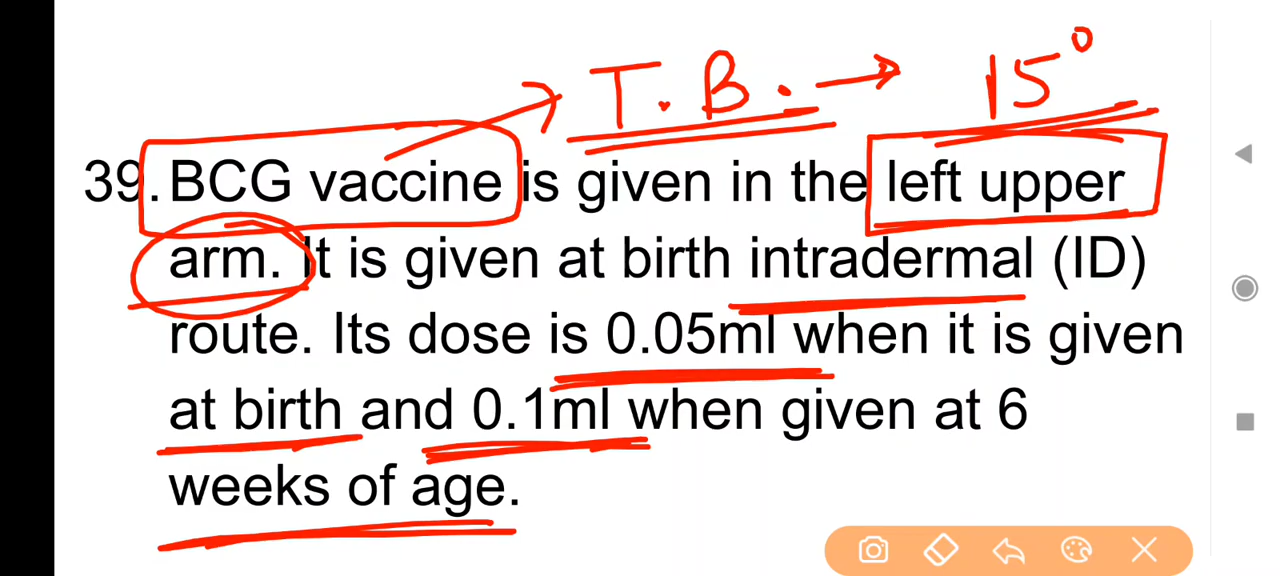 T.B. → 15°
39. BCG vaccine is given in the left upper
arm. It is given at birth intradermal (ID)
route. Its dose is 0.05ml when it is given
at birth and 0.1ml when given at 6
weeks of age.